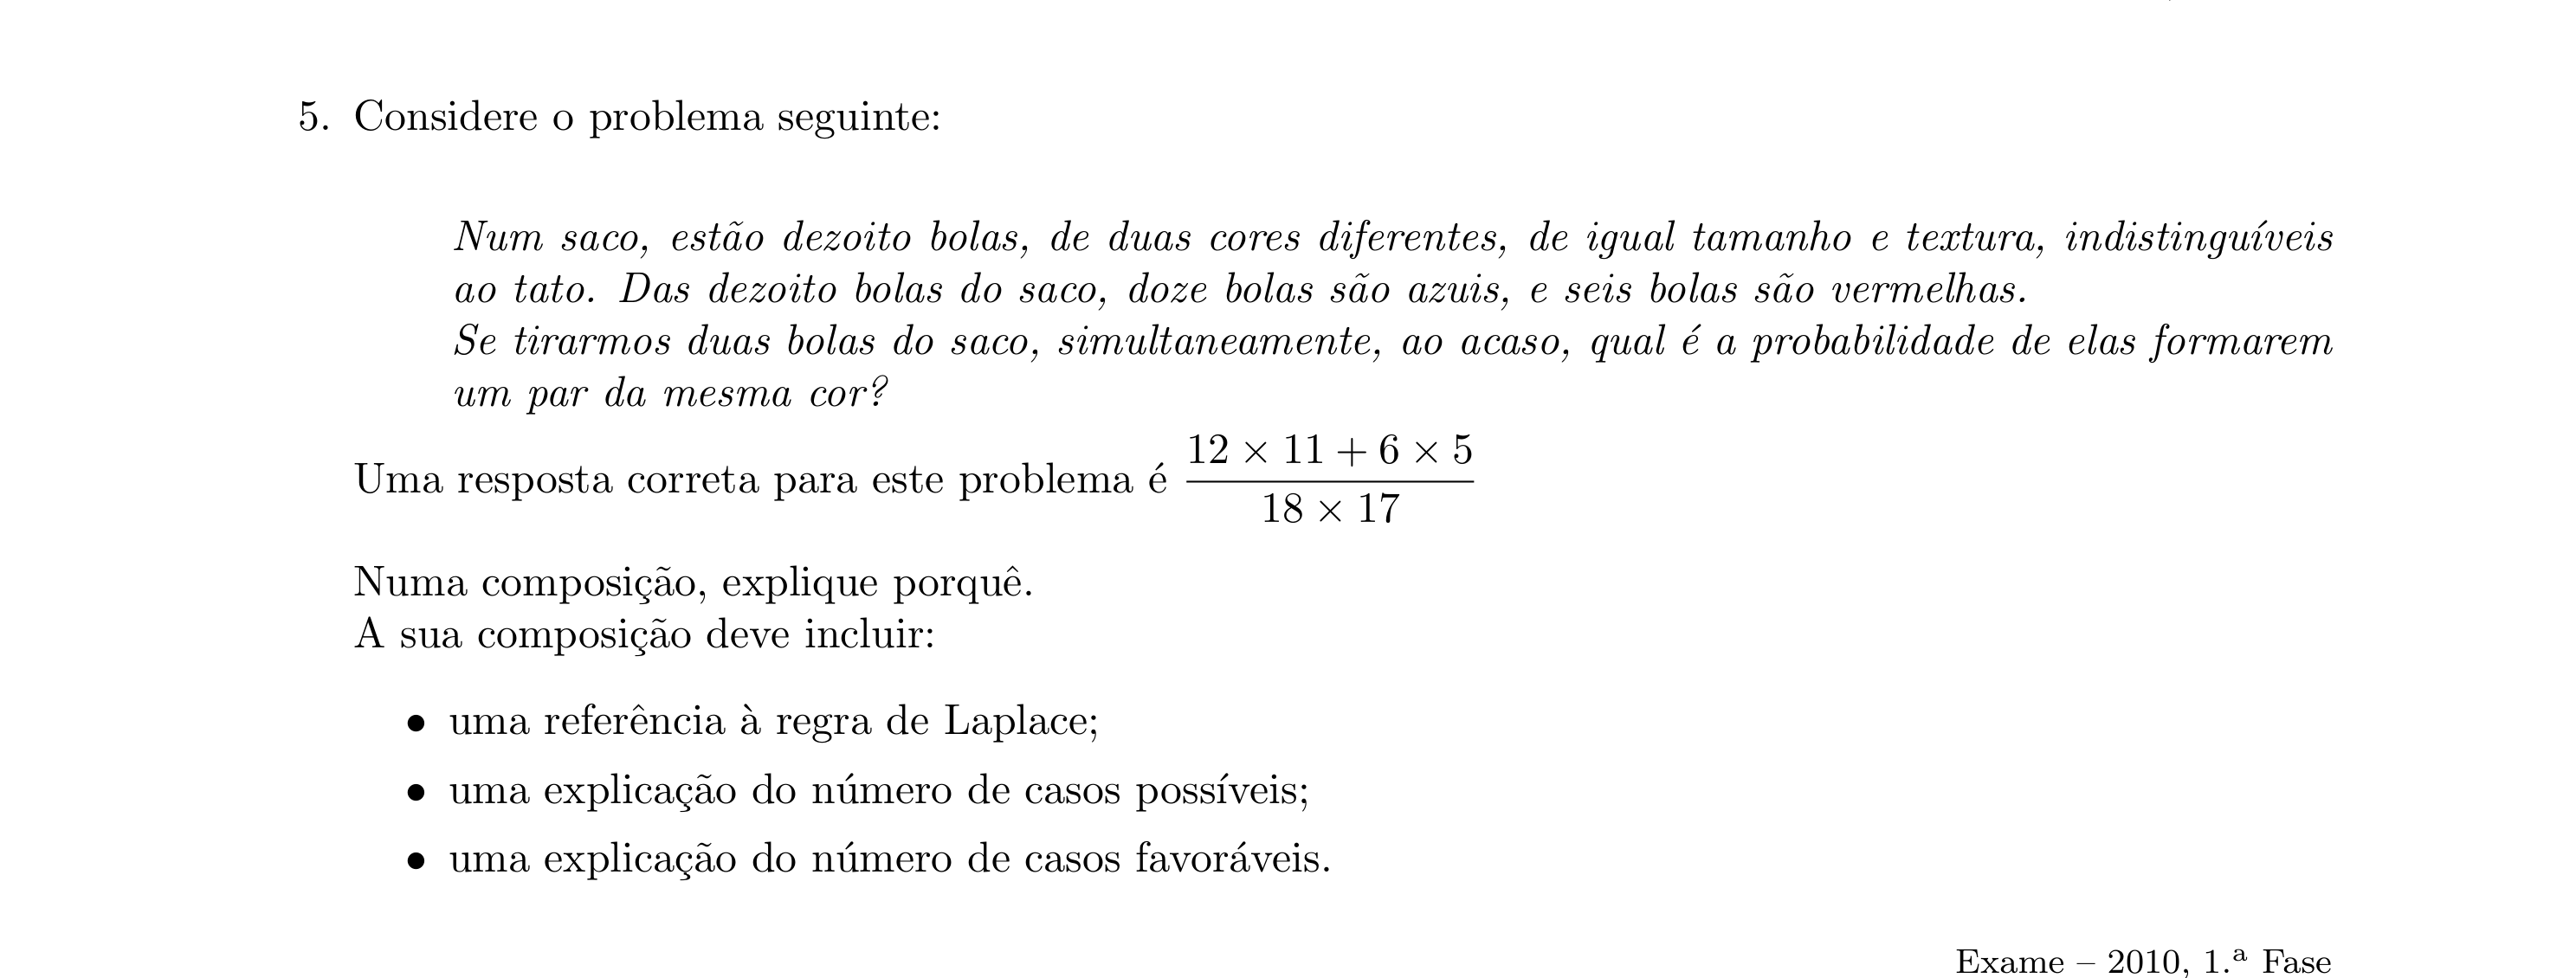 5. Considere o problema seguinte:
Num saco, estão dezoito bolas, de duas cores diferentes, de igual tamanho e textura, indistinguíveis
ao tato. Das dezoito bolas do saco, doze bolas são azuis, e seis bolas são vermelhas.
Se tirarmos duas bolas do saco, simultaneamente, ao acaso, qual é a probabilidade de elas formarem
um par da mesma cor?
Uma resposta correta para este problema é \frac{12 × 11 + 6 × 5}{18 × 17}
Numa composição, explique porquê.
A sua composição deve incluir:
• uma referência à regra de Laplace;
• uma explicação do número de casos possíveis;
• uma explicação do número de casos favoráveis.
Exame – 2010, 1.ª Fase